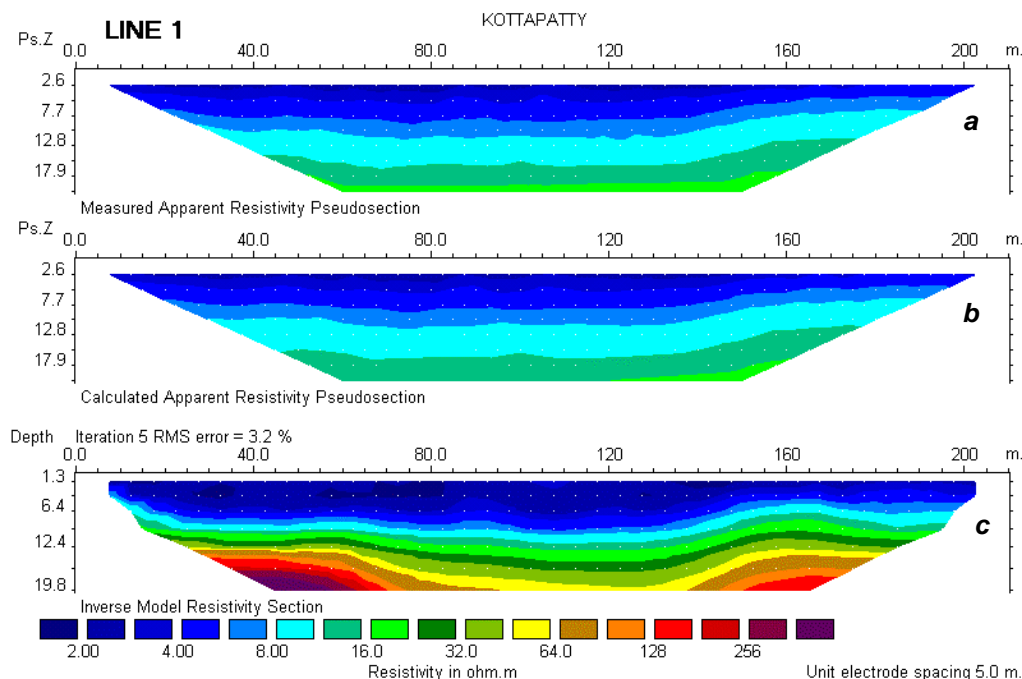 KOTTAPATTY
LINE 1
Ps.Z
0.0 40.0 80.0 120 160 200 m.
2.6
7.7
12.8
17.9
a
Measured Apparent Resistivity Pseudosection
Ps.Z
0.0 40.0 80.0 120 160 200 m.
2.6
7.7
12.8
17.9
b
Calculated Apparent Resistivity Pseudosection
Depth Iteration 5 RMS error = 3.2 %
0.0 40.0 80.0 120 160 200 m.
1.3
6.4
12.4
19.8
c
Inverse Model Resistivity Section
2.00 4.00 8.00 16.0 32.0 64.0 128 256
Resistivity in ohm.m Unit electrode spacing 5.0 m.